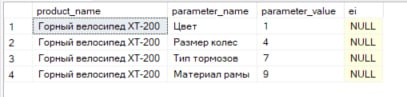 product_name parameter_name parameter_value ei
1 Горный велосипед XT-200 Цвет 1 NULL
2 Горный велосипед XT-200 Размер колес 4 NULL
3 Горный велосипед XT-200 Тип тормозов 7 NULL
4 Горный велосипед XT-200 Материал рамы 9 NULL